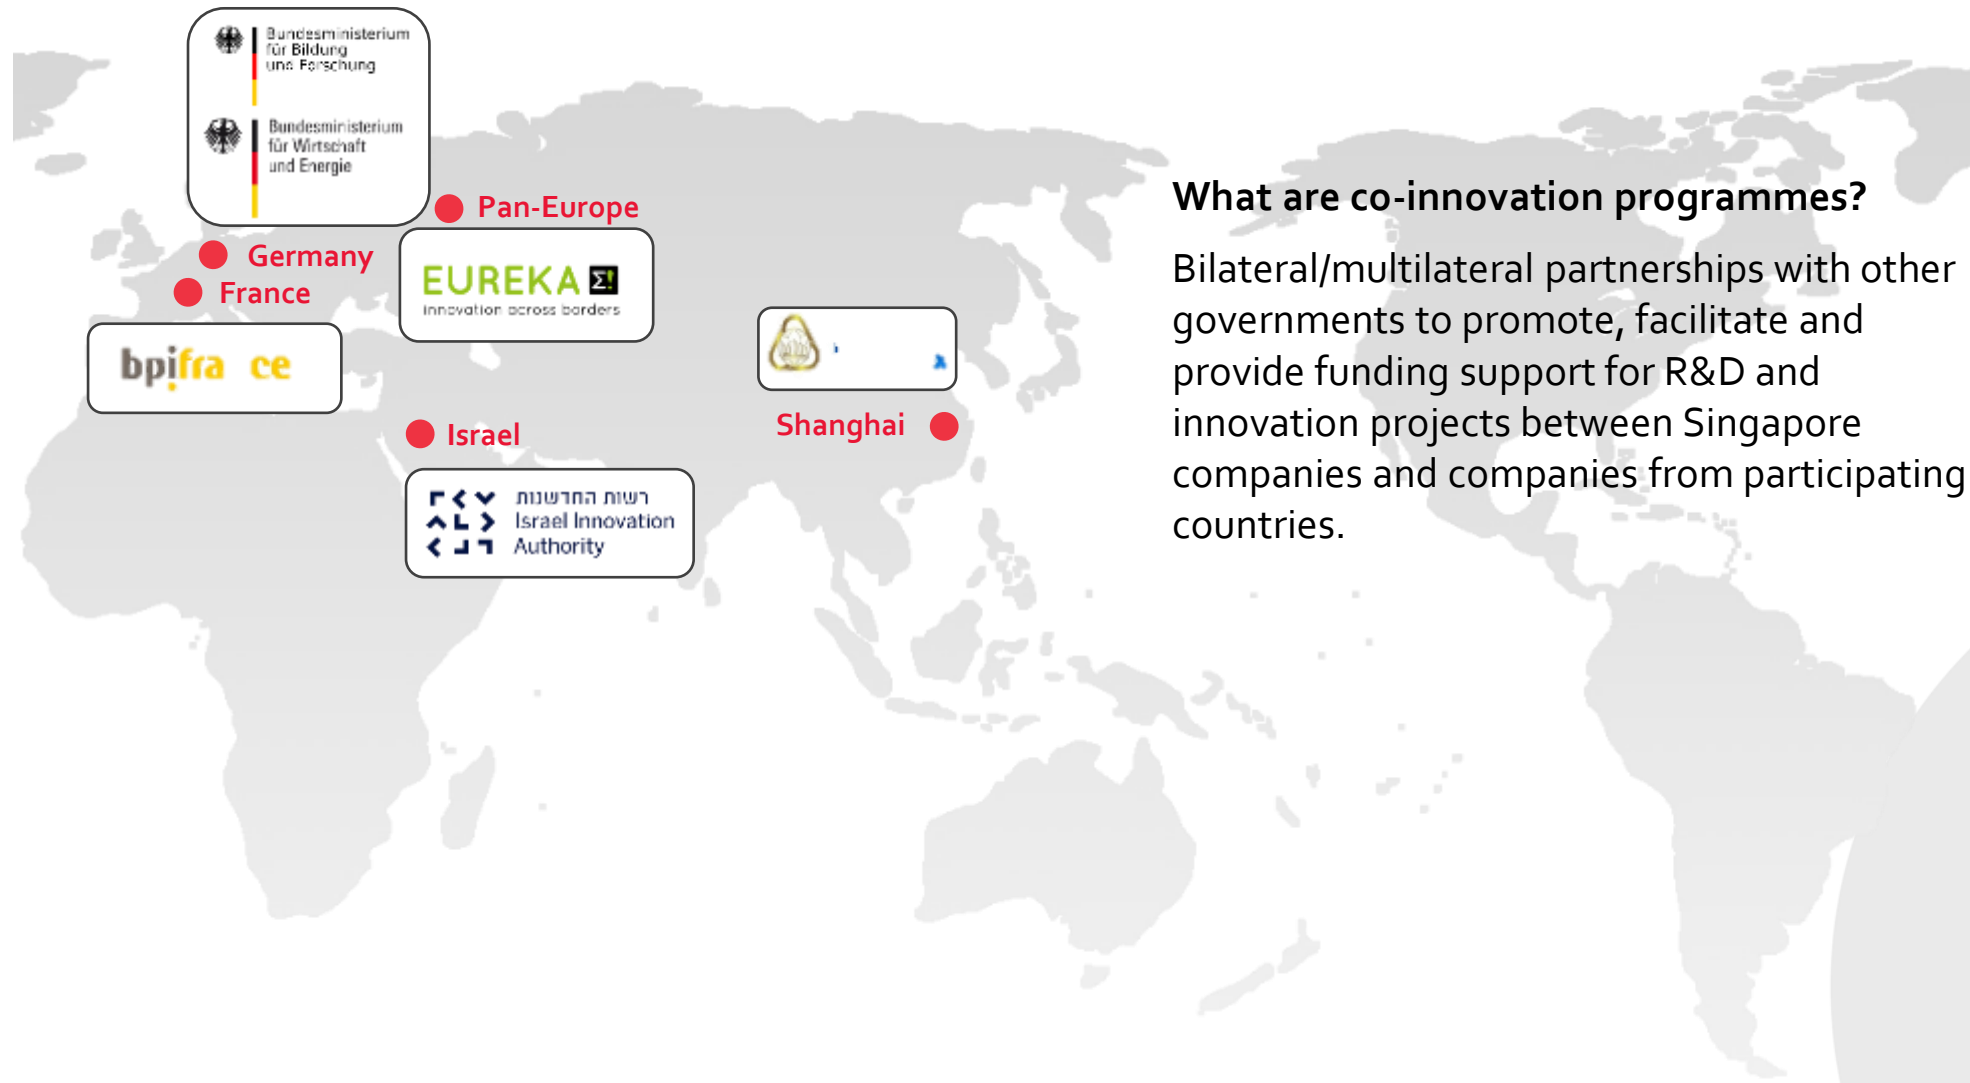 Bundesministerium
für Bildung
und Forschung
Bundesministerium
für Wirtschaft
und Energie
Pan-Europe
Germany
France
EUREKA Σ!
innovation across borders
bpifra ce
Israel
רשות החדשנות
Israel Innovation
Authority
Shanghai
What are co-innovation programmes?
Bilateral/multilateral partnerships with other
governments to promote, facilitate and
provide funding support for R&D and
innovation projects between Singapore
companies and companies from participating
countries.